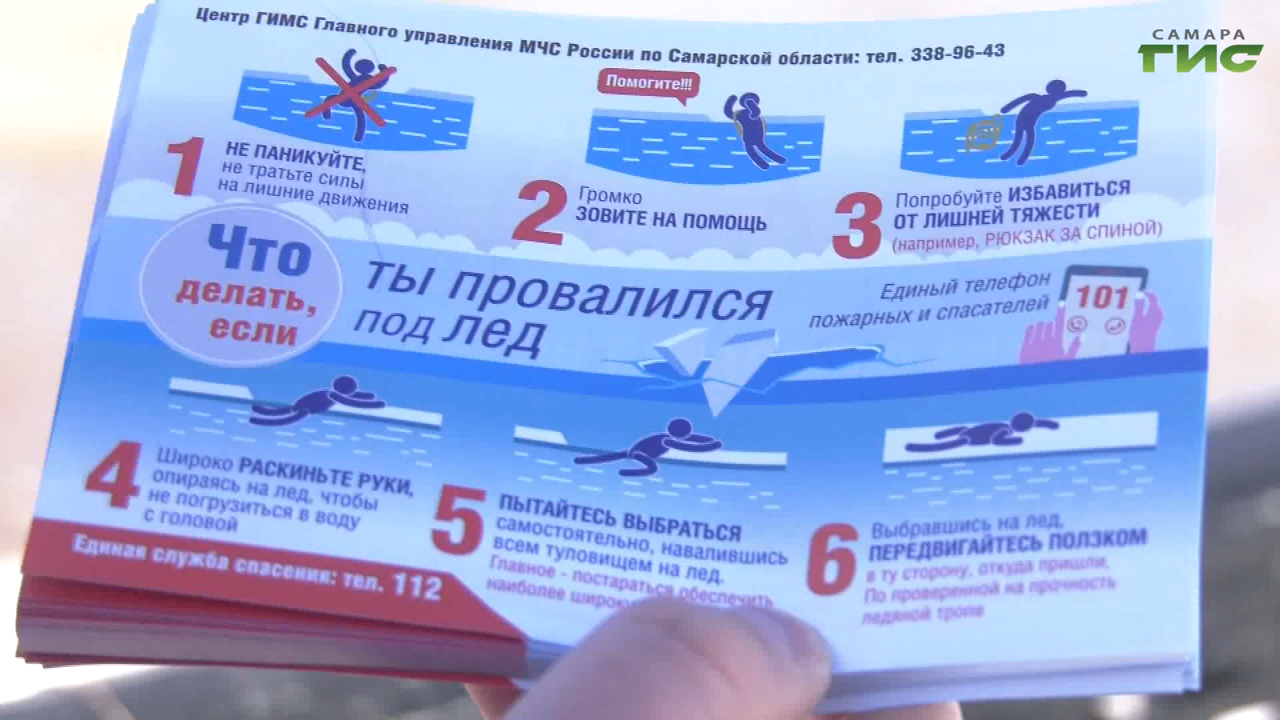 Центр ГИМС Главного управления МЧС России по Самарской области: тел. 338-96-43
САМАРА
ГИС
Помогите!!!
1
НЕ ПАНИКУЙТЕ,
не тратьте силы
на лишние движения
2
Громко
ЗОВИТЕ НА ПОМОЩЬ
3
Попробуйте ИЗБАВИТЬСЯ
ОТ ЛИШНЕЙ ТЯЖЕСТИ
(например, РЮКЗАК ЗА СПИНОЙ)
Что
делать,
если
ты провалился
под лед
Единый телефон
пожарных и спасателей
101
4
Широко РАСКИНЬТЕ РУКИ,
опираясь на лед, чтобы
не погрузиться в воду
с головой
5
ПЫТАЙТЕСЬ ВЫБРАТЬСЯ
самостоятельно, навалившись
всем туловищем на лед.
Главное - постараться обеспечить
наиболее
6
Выбравшись на лед,
ПЕРЕДВИГАЙТЕСЬ ПОЛЗКОМ
в ту сторону, откуда пришли,
По проверенной на прочность
ледяной тропе
Единая служба спасения: тел. 112